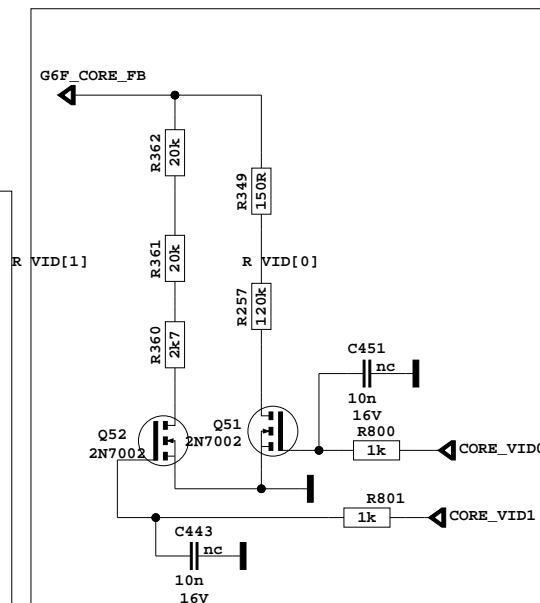 G6F_CORE_FB
R362
20k
R349
150R
R361
20k
R VID[1]
R VID[0]
R257
120k
R360
2k7
C451
nc
10n
16V
Q52
2N7002
Q51
2N7002
R800
1k
CORE_VID0
R801
1k
CORE_VID1
C443
nc
10n
16V